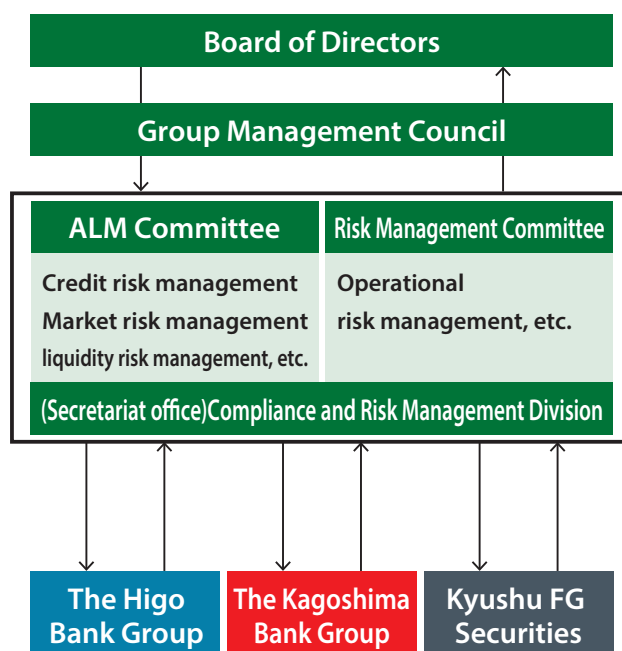 Board of Directors
Group Management Council
ALM Committee
Credit risk management
Market risk management
liquidity risk management, etc.
Risk Management Committee
Operational
risk management, etc.
(Secretariat office)Compliance and Risk Management Division
The Higo
Bank Group
The Kagoshima
Bank Group
Kyushu FG
Securities